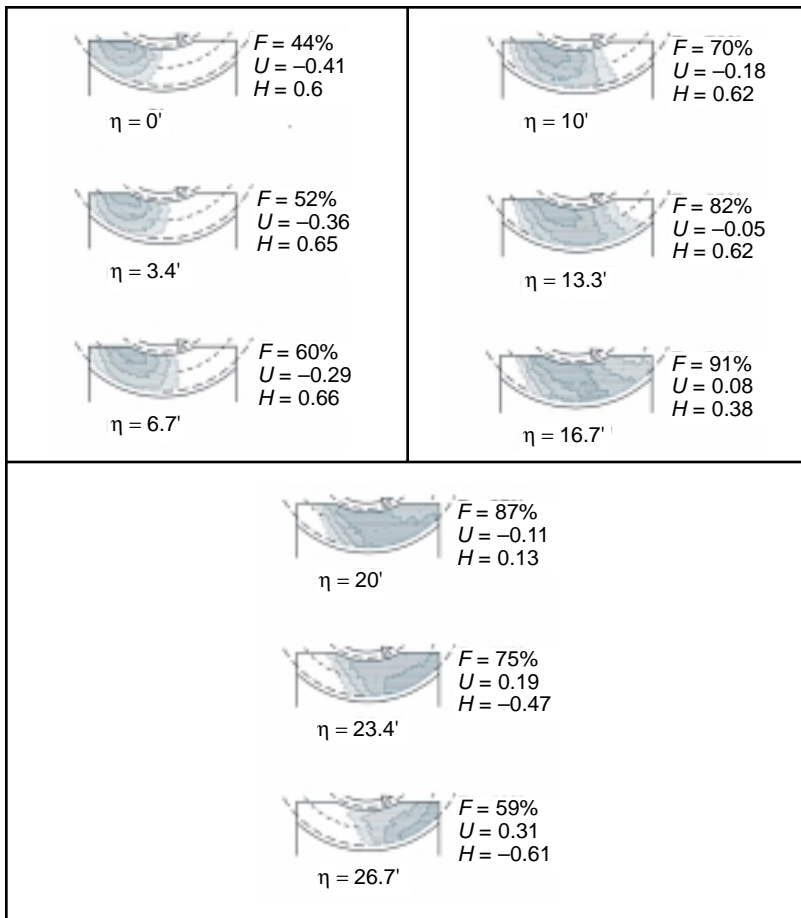 F = 44%
U = –0.41
H = 0.6
η = 0'
F = 52%
U = –0.36
H = 0.65
η = 3.4'
F = 60%
U = –0.29
H = 0.66
η = 6.7'
F = 70%
U = –0.18
H = 0.62
η = 10'
F = 82%
U = –0.05
H = 0.62
η = 13.3'
F = 91%
U = 0.08
H = 0.38
η = 16.7'
F = 87%
U = –0.11
H = 0.13
η = 20'
F = 75%
U = 0.19
H = –0.47
η = 23.4'
F = 59%
U = 0.31
H = –0.61
η = 26.7'